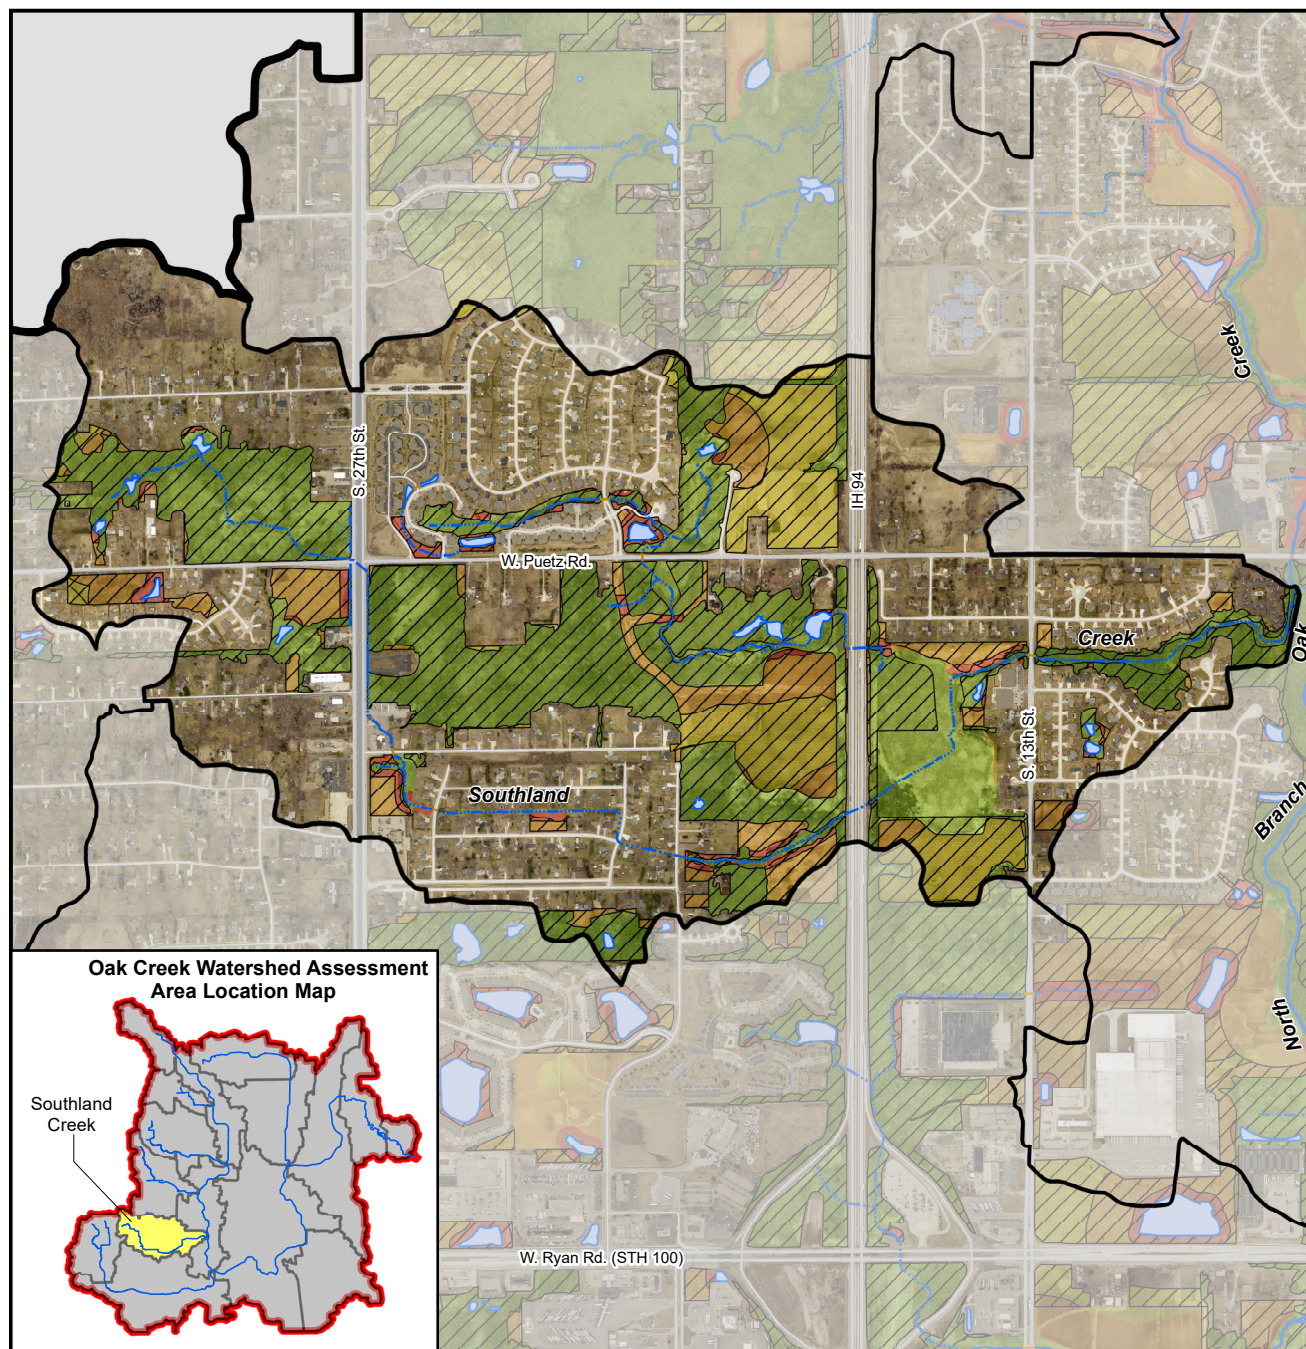 Creek
S. 27th St.
IH 94
W. Puetz Rd.
Creek
Oak
S. 13th St.
Southland
Branch
North
Oak Creek Watershed Assessment
Area Location Map
Southland
Creek
W. Ryan Rd. (STH 100)